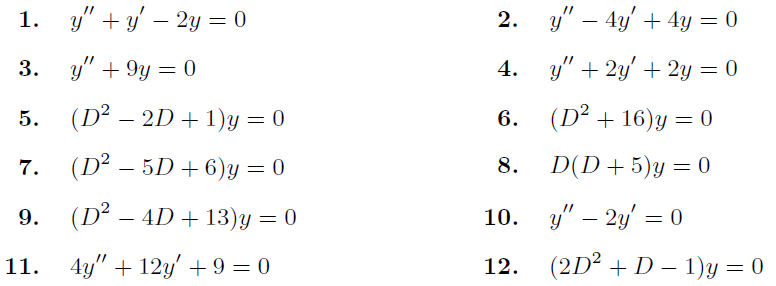 1. y″ + y′ − 2y = 0 2. y″ − 4y′ + 4y = 0
3. y″ + 9y = 0 4. y″ + 2y′ + 2y = 0
5. (D² − 2D + 1)y = 0 6. (D² + 16)y = 0
7. (D² − 5D + 6)y = 0 8. D(D + 5)y = 0
9. (D² − 4D + 13)y = 0 10. y″ − 2y′ = 0
11. 4y″ + 12y′ + 9 = 0 12. (2D² + D − 1)y = 0